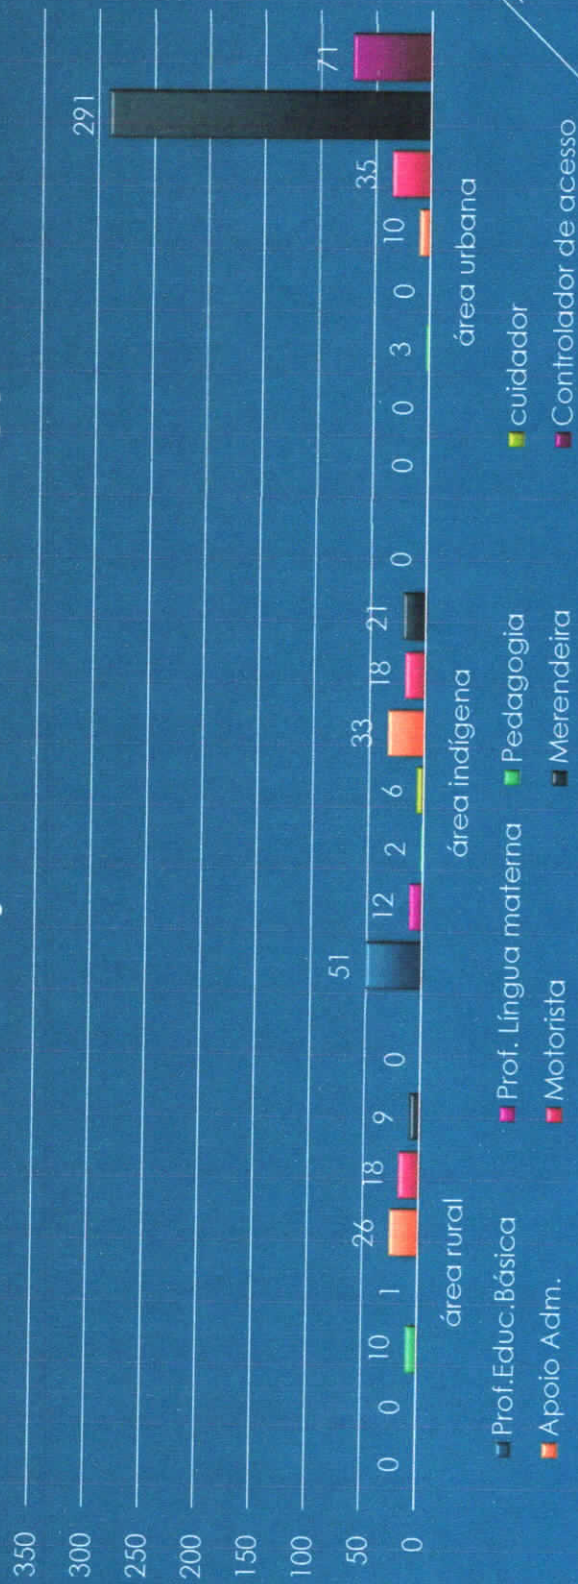 350
300
250
200
150
100
50
0
0 0 10 1 26 18 9 0
51 12 2 6 33 18 21 0
0 0 3 0 10 35 291 71
área rural área indígena área urbana
Prof.Educ.Básica Prof. Língua materna Pedagogia cuidador
Apoio Adm. Motorista Merendeira Controlador de acesso